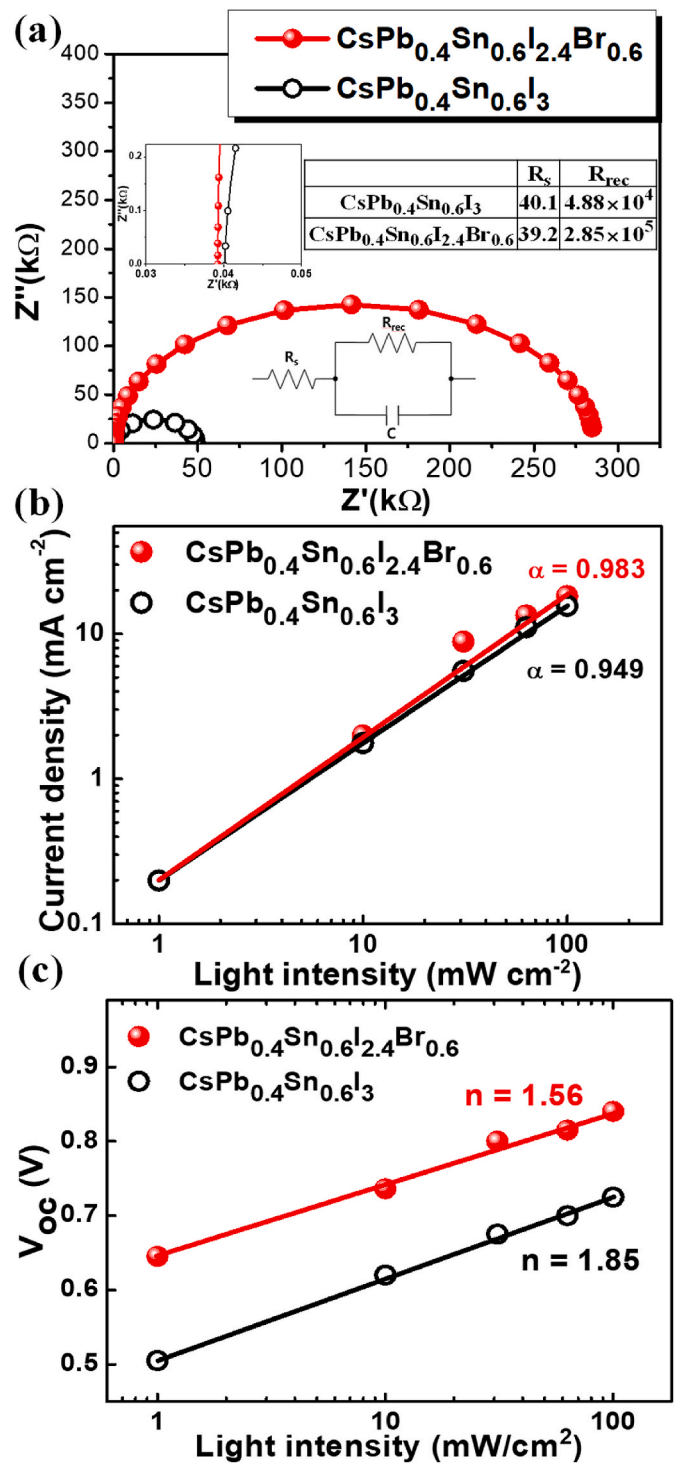 (a)
CsPb0.4Sn0.6I2.4Br0.6
CsPb0.4Sn0.6I3
400
350
300
250
200
150
100
50
0
Z''(kΩ)
0.2
0.1
0.0
Z''(kΩ)
0.03 0.04 0.05
Z'(kΩ)
Rs Rrec
CsPb0.4Sn0.6I3 40.1 4.88×10^4
CsPb0.4Sn0.6I2.4Br0.6 39.2 2.85×10^5
Rrec
Rs
C
0 50 100 150 200 250 300
Z'(kΩ)
(b)
CsPb0.4Sn0.6I2.4Br0.6
CsPb0.4Sn0.6I3
α = 0.983
α = 0.949
10
1
0.1
Current density (mA cm-2)
1 10 100
Light intensity (mW cm-2)
(c)
CsPb0.4Sn0.6I2.4Br0.6
CsPb0.4Sn0.6I3
n = 1.56
n = 1.85
0.9
0.8
0.7
0.6
0.5
VOC (V)
1 10 100
Light intensity (mW/cm2)